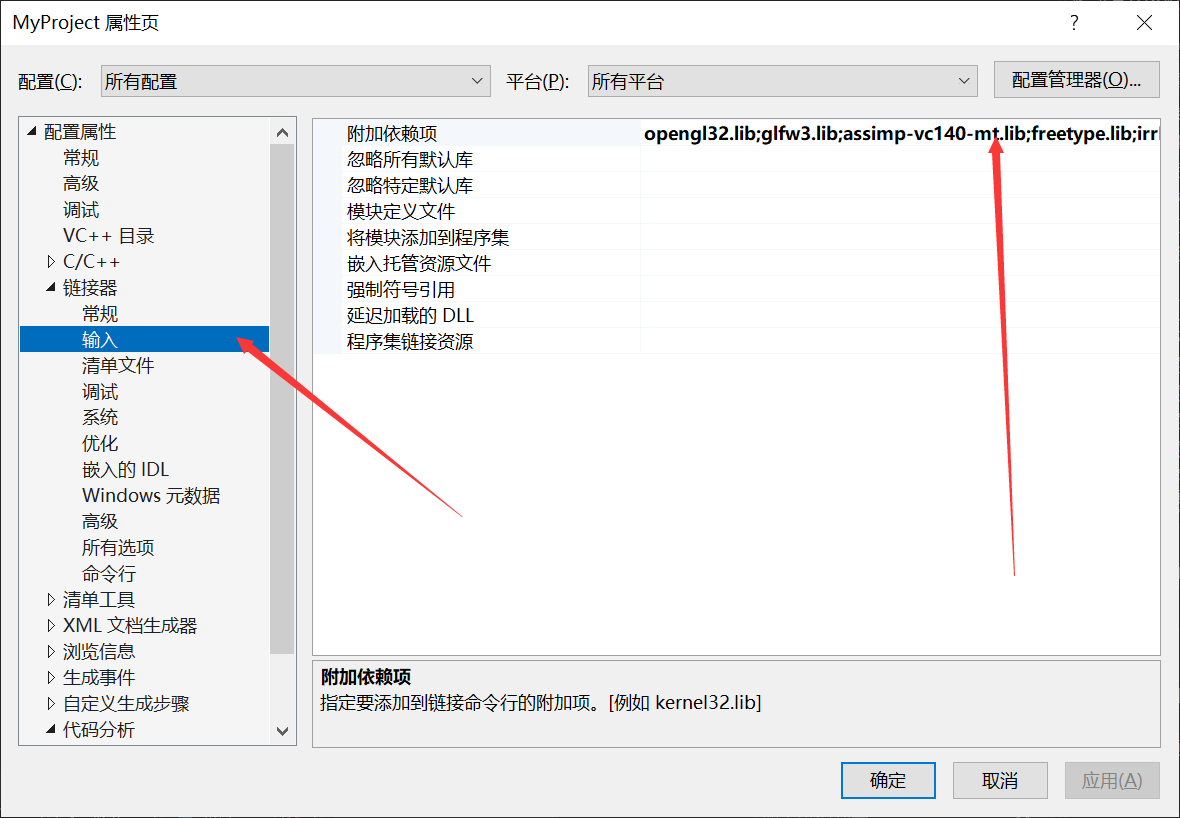 MyProject 属性页
?
配置(C): 所有配置 平台(P): 所有平台 配置管理器(O)...
配置属性
常规
高级
调试
VC++ 目录
C/C++
链接器
常规
输入
清单文件
调试
系统
优化
嵌入的 IDL
Windows 元数据
高级
所有选项
命令行
清单工具
XML 文档生成器
浏览信息
生成事件
自定义生成步骤
代码分析
附加依赖项 opengl32.lib;glfw3.lib;assimp-vc140-mt.lib;freetype.lib;irrl
忽略所有默认库
忽略特定默认库
模块定义文件
将模块添加到程序集
嵌入托管资源文件
强制符号引用
延迟加载的 DLL
程序集链接资源
附加依赖项
指定要添加到链接命令行的附加项。[例如 kernel32.lib]
确定 取消 应用(A)